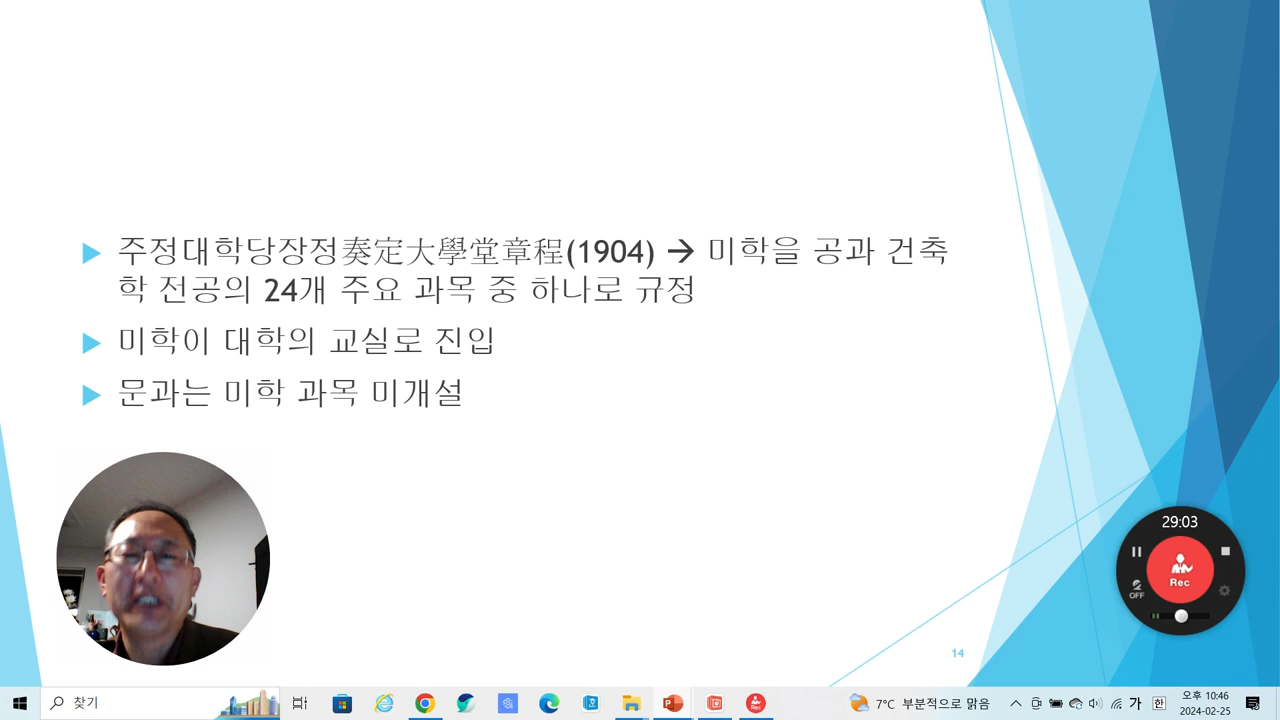 주정대학당장정奏定大學堂章程(1904) → 미학을 공과 건축
학 전공의 24개 주요 과목 중 하나로 규정
미학이 대학의 교실로 진입
문과는 미학 과목 미개설
29:03
Rec
OFF
14
찾기
Rec
7°C 부분적으로 맑음
가
한
오후 10:46
2024-02-25